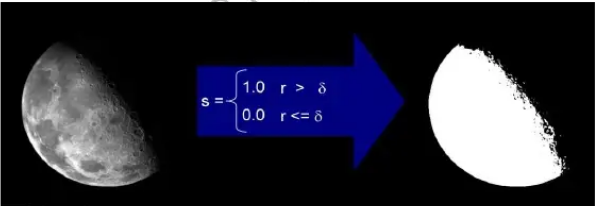 s = { 1.0 r > δ
0.0 r <= δ